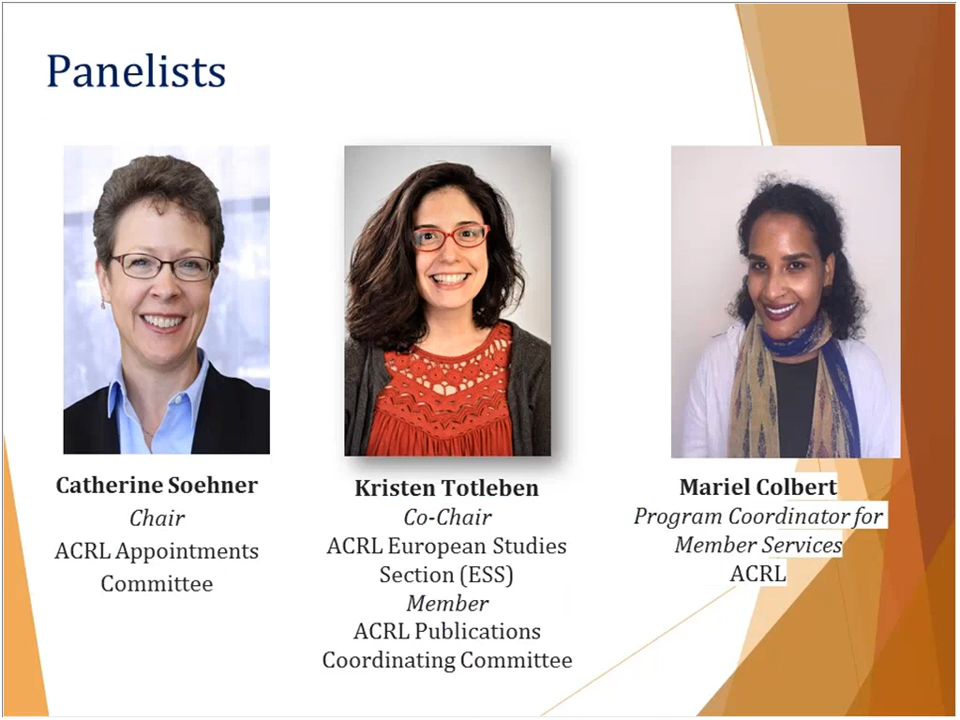 Panelists
Catherine Soehner
Chair
ACRL Appointments
Committee
Kristen Totleben
Co-Chair
ACRL European Studies
Section (ESS)
Member
ACRL Publications
Coordinating Committee
Mariel Colbert
Program Coordinator for
Member Services
ACRL